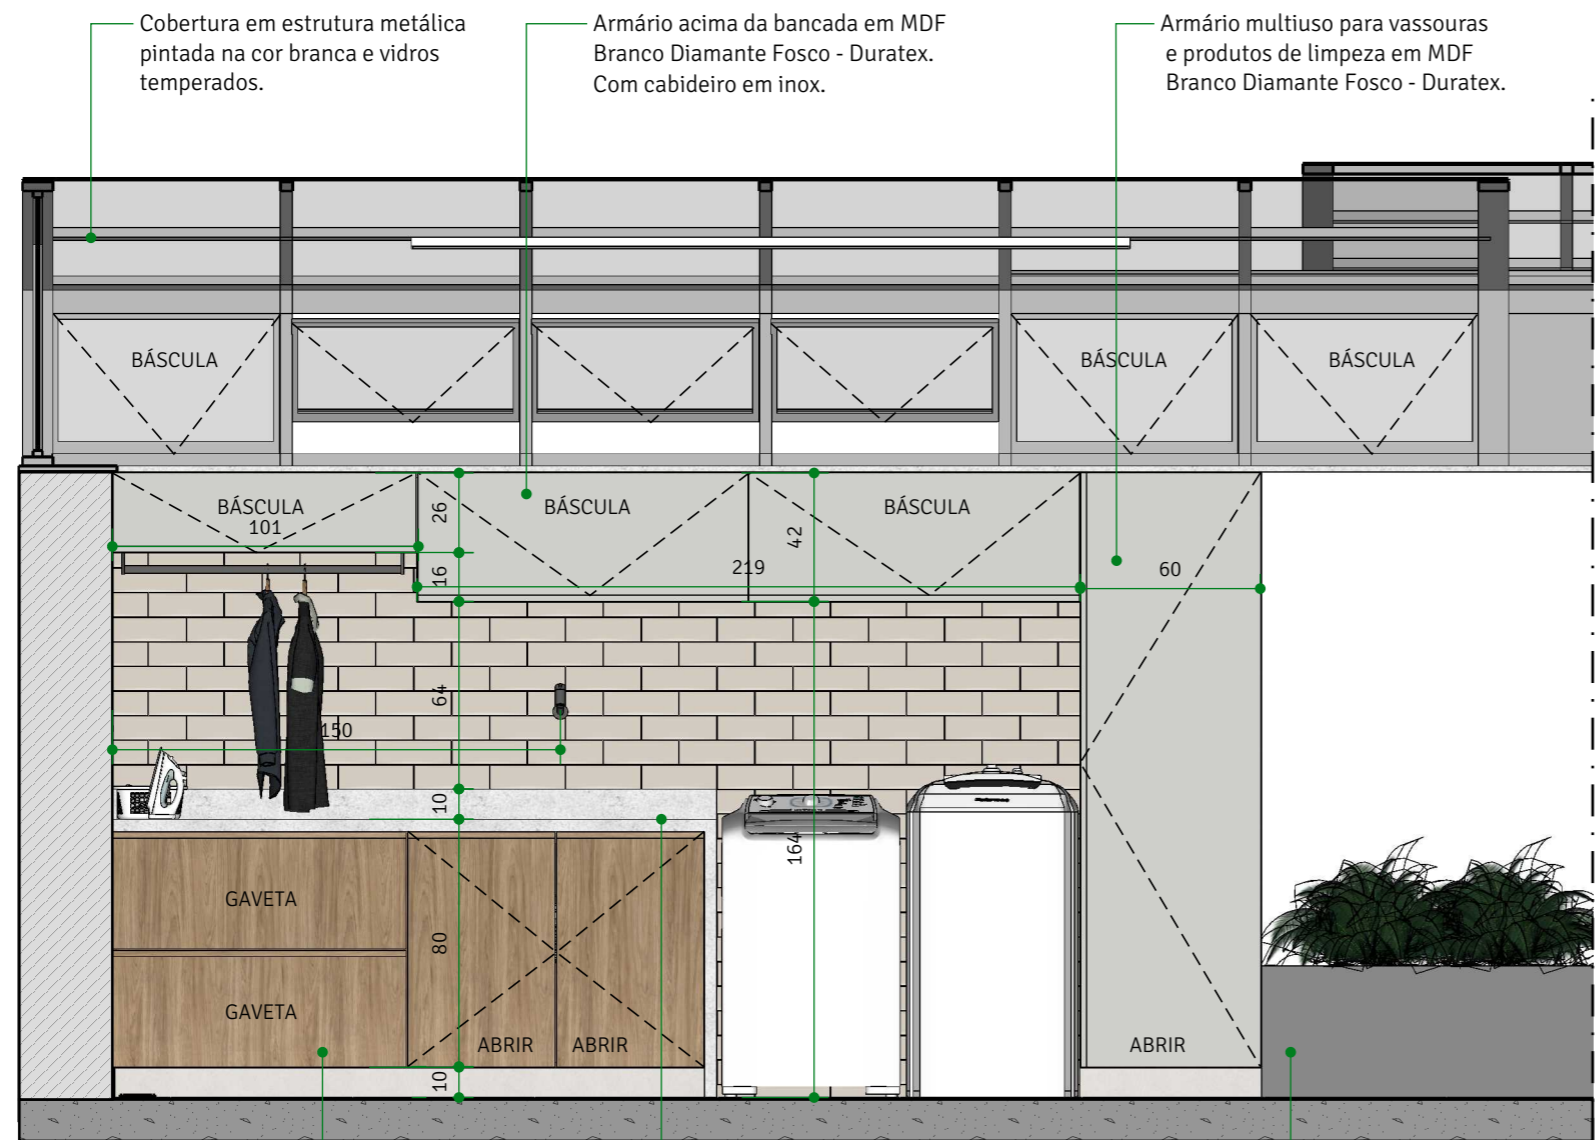 Cobertura em estrutura metálica
pintada na cor branca e vidros
temperados.
Armário acima da bancada em MDF
Branco Diamante Fosco - Duratex.
Com cabideiro em inox.
Armário multiuso para vassouras
e produtos de limpeza em MDF
Branco Diamante Fosco - Duratex.
BÁSCULA
BÁSCULA
BÁSCULA
BÁSCULA
101
BÁSCULA
BÁSCULA
26
42
16
219
60
64
150
10
164
GAVETA
80
GAVETA
ABRIR
ABRIR
ABRIR
10